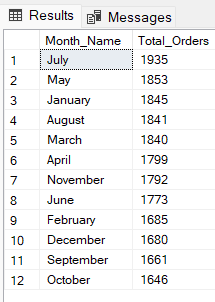 Results Messages
Month_Name Total_Orders
1 July 1935
2 May 1853
3 January 1845
4 August 1841
5 March 1840
6 April 1799
7 November 1792
8 June 1773
9 February 1685
10 December 1680
11 September 1661
12 October 1646